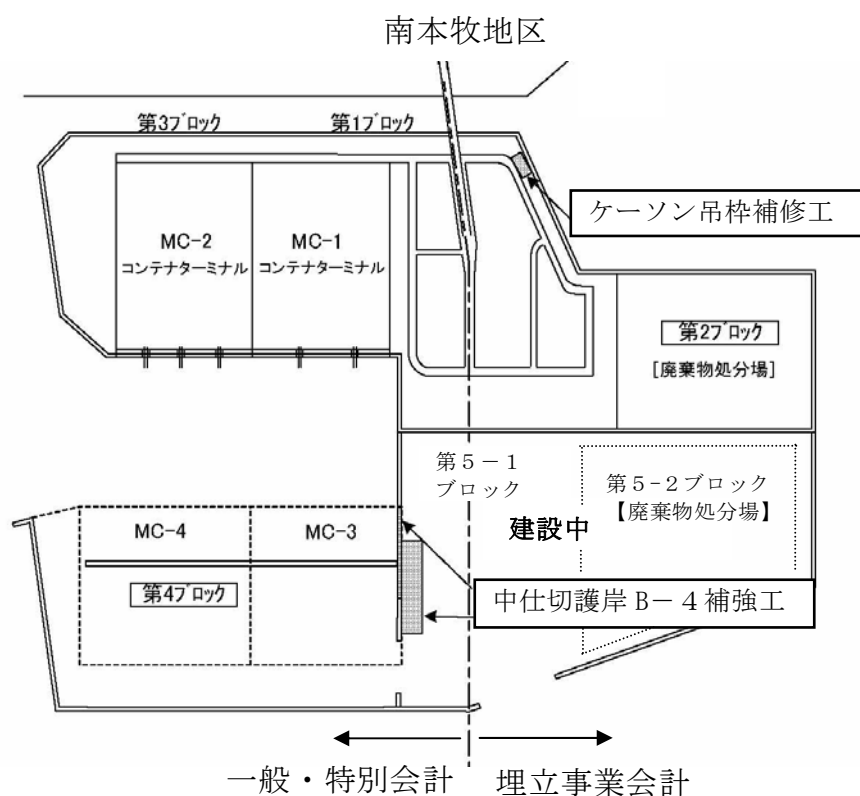 南本牧地区
第3ブロック
第1ブロック
ケーソン吊枠補修工
MC-2
コンテナターミナル
MC-1
コンテナターミナル
第2ブロック
[廃棄物処分場]
第5－1
ブロック
第5-2ブロック
【廃棄物処分場】
建設中
MC-4
MC-3
第4ブロック
中仕切護岸 B－4 補強工
一般・特別会計
埋立事業会計